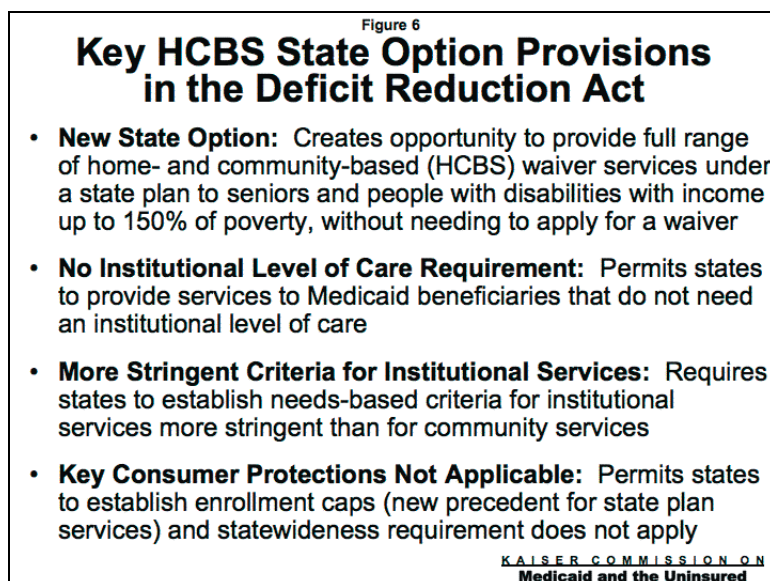 Figure 6
Key HCBS State Option Provisions
in the Deficit Reduction Act
• New State Option: Creates opportunity to provide full range
of home- and community-based (HCBS) waiver services under
a state plan to seniors and people with disabilities with income
up to 150% of poverty, without needing to apply for a waiver
• No Institutional Level of Care Requirement: Permits states
to provide services to Medicaid beneficiaries that do not need
an institutional level of care
• More Stringent Criteria for Institutional Services: Requires
states to establish needs-based criteria for institutional
services more stringent than for community services
• Key Consumer Protections Not Applicable: Permits states
to establish enrollment caps (new precedent for state plan
services) and statewideness requirement does not apply
KAISER COMMISSION ON
Medicaid and the Uninsured